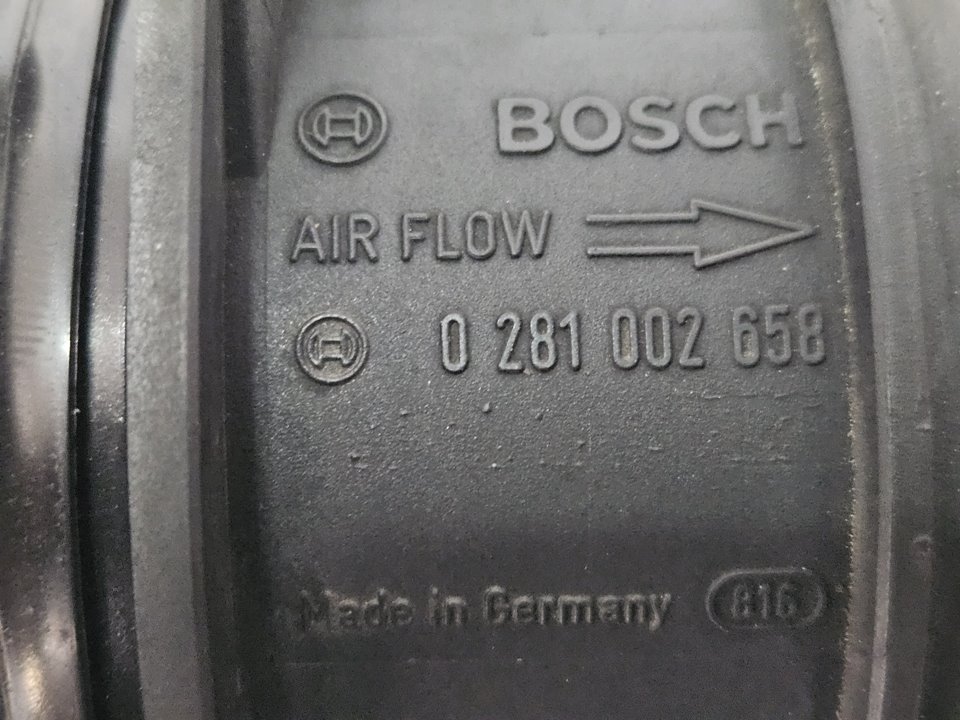 BOSCH
AIR FLOW
0 281 002 658
Made in Germany 816